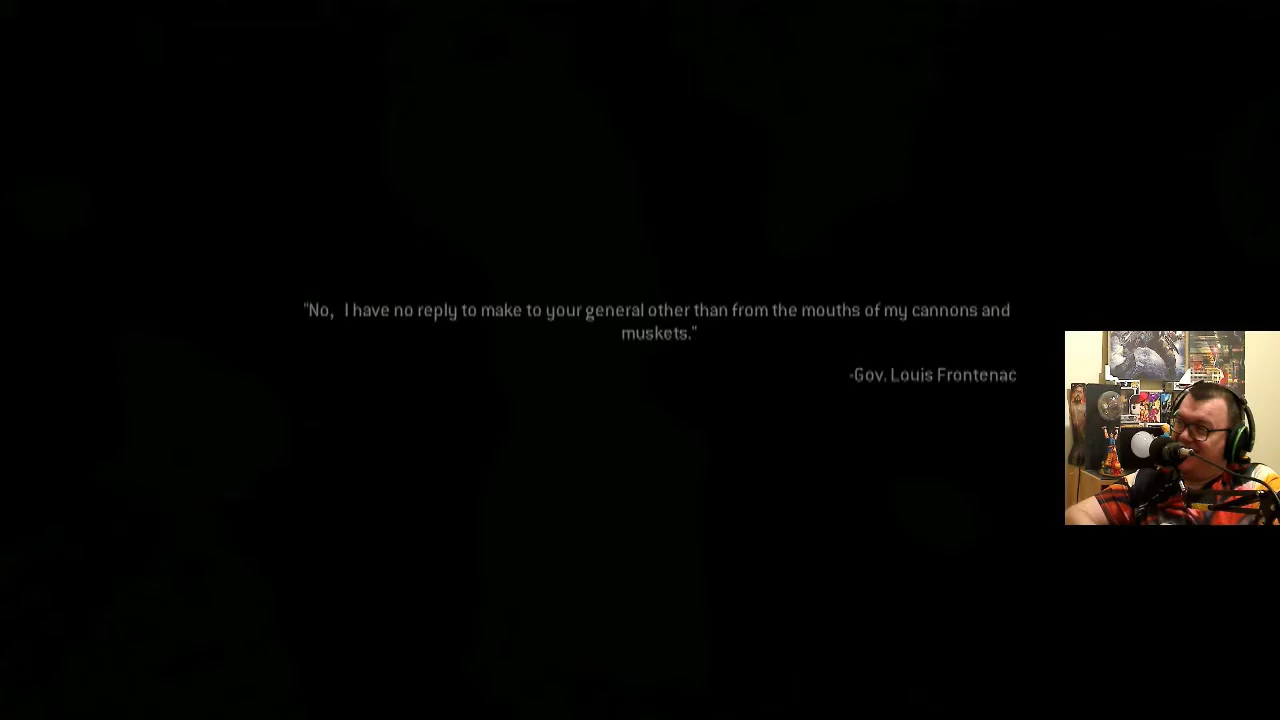 "No, I have no reply to make to your general other than from the mouths of my cannons and
muskets."
-Gov. Louis Frontenac